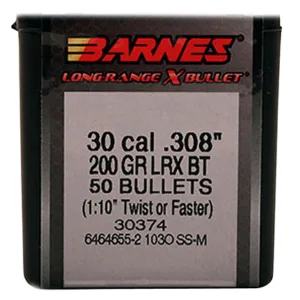 BARNES
LONG-RANGE X BULLET
30 cal .308"
200 GR LRX BT
50 BULLETS
(1:10" Twist or Faster)
30374
6464655-2 103O SS-M